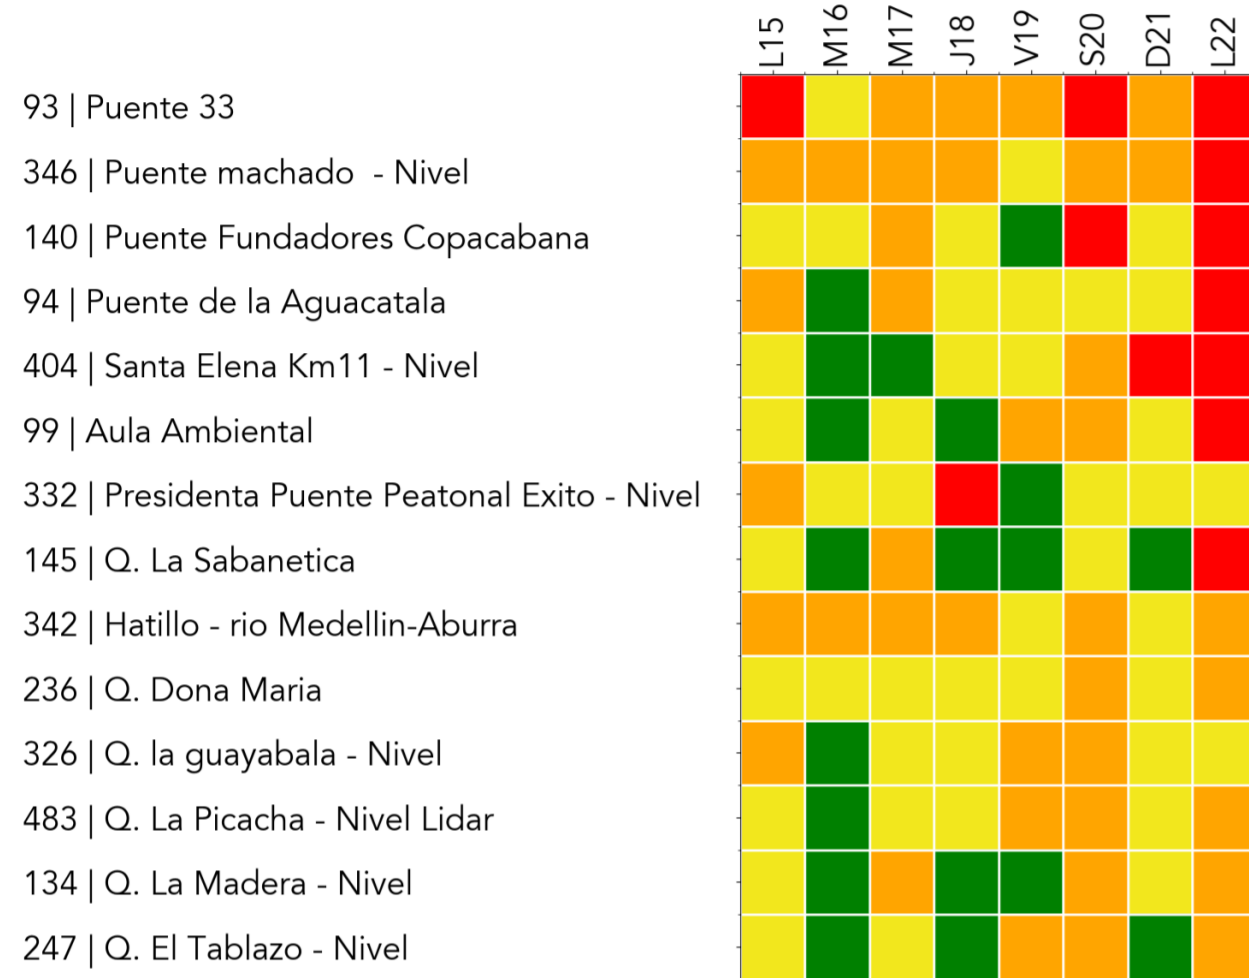 L15 M16 M17 J18 V19 S20 D21 L22
93 | Puente 33
346 | Puente machado  - Nivel
140 | Puente Fundadores Copacabana
94 | Puente de la Aguacatala
404 | Santa Elena Km11 - Nivel
99 | Aula Ambiental
332 | Presidenta Puente Peatonal Exito - Nivel
145 | Q. La Sabanetica
342 | Hatillo - rio Medellin-Aburra
236 | Q. Dona Maria
326 | Q. la guayabala - Nivel
483 | Q. La Picacha - Nivel Lidar
134 | Q. La Madera - Nivel
247 | Q. El Tablazo - Nivel